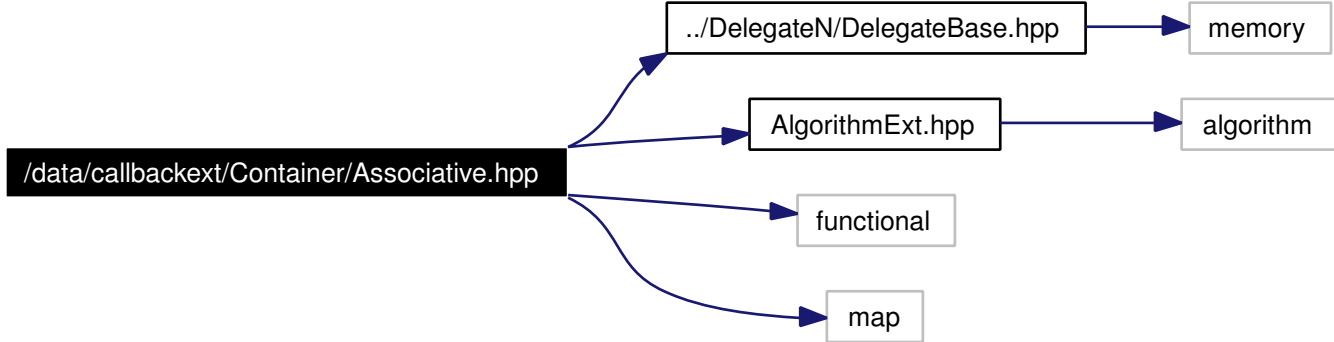 ../DelegateN/DelegateBase.hpp
memory
AlgorithmExt.hpp
algorithm
/data/callbackext/Container/Associative.hpp
functional
map